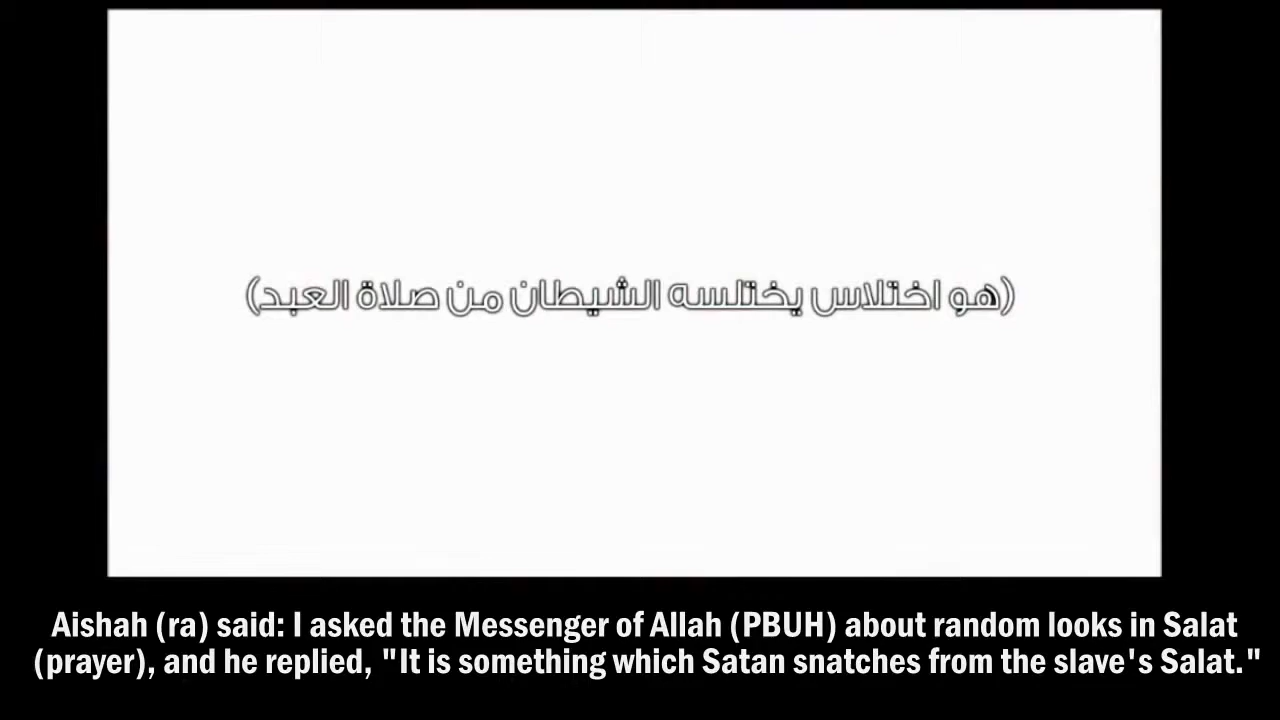 (هو اختلاس يختلسه الشيطان من صلاة العبد)
Aishah (ra) said: I asked the Messenger of Allah (PBUH) about random looks in Salat
(prayer), and he replied, "It is something which Satan snatches from the slave's Salat."